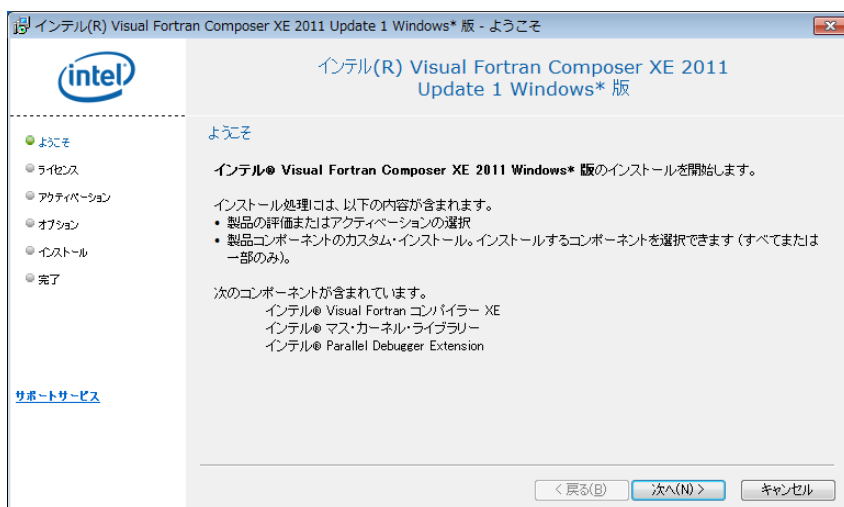 インテル(R) Visual Fortran Composer XE 2011 Update 1 Windows* 版 - ようこそ
intel
インテル(R) Visual Fortran Composer XE 2011
Update 1 Windows* 版
ようこそ
ライセンス
アクティベーション
オプション
インストール
完了
サポートサービス
ようこそ
インテル® Visual Fortran Composer XE 2011 Windows* 版のインストールを開始します。
インストール処理には、以下の内容が含まれます。
• 製品の評価またはアクティベーションの選択
• 製品コンポーネントのカスタム・インストール。インストールするコンポーネントを選択できます (すべてまたは
一部のみ)。
次のコンポーネントが含まれています。
インテル® Visual Fortran コンパイラー XE
インテル® マス・カーネル・ライブラリー
インテル® Parallel Debugger Extension
< 戻る(B)
次へ(N) >
キャンセル